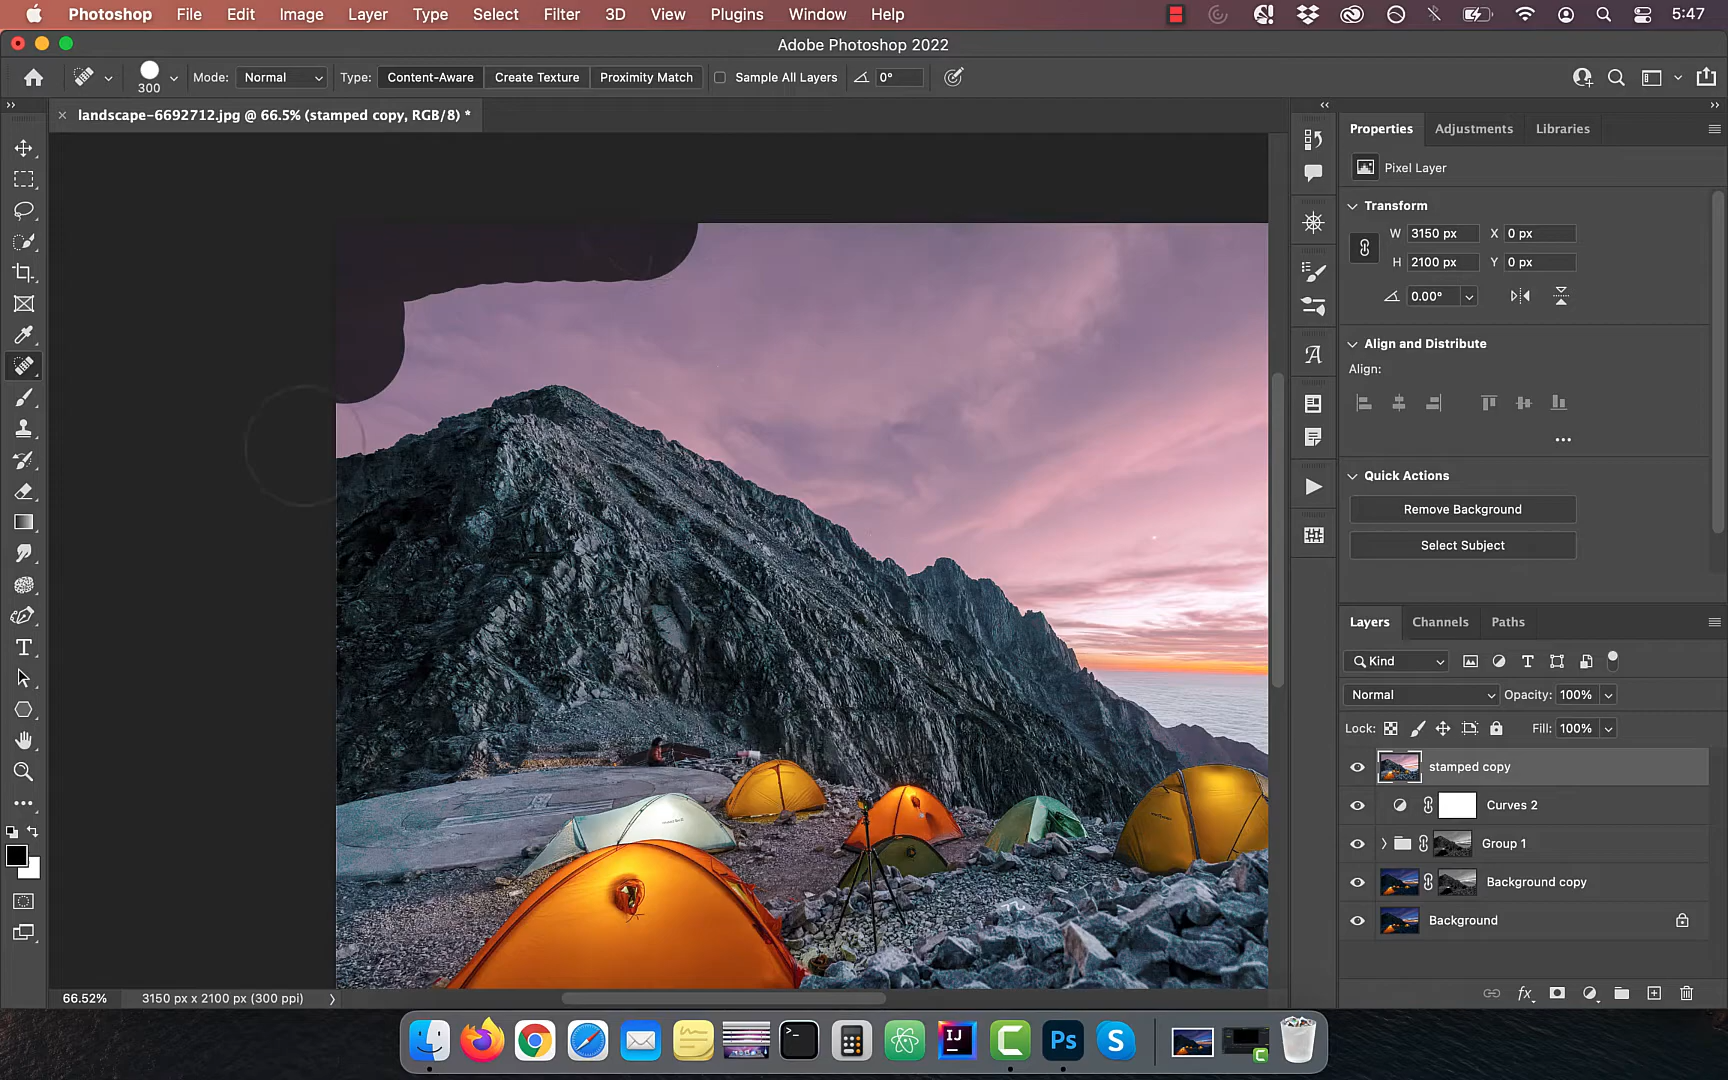 Photoshop File Edit Image Layer Type Select Filter 3D View Plugins Window Help 5:47
Adobe Photoshop 2022
300 Mode: Normal Type: Content-Aware Create Texture Proximity Match Sample All Layers 0°
landscape-6692712.jpg @ 66.5% (stamped copy, RGB/8) *
Properties Adjustments Libraries
Pixel Layer
Transform
W 3150 px X 0 px
H 2100 px Y 0 px
0.00°
Align and Distribute
Align:
Quick Actions
Remove Background
Select Subject
Layers Channels Paths
Kind
Normal Opacity: 100%
Lock: Fill: 100%
stamped copy
Curves 2
Group 1
Background copy
Background
66.52% 3150 px x 2100 px (300 ppi)